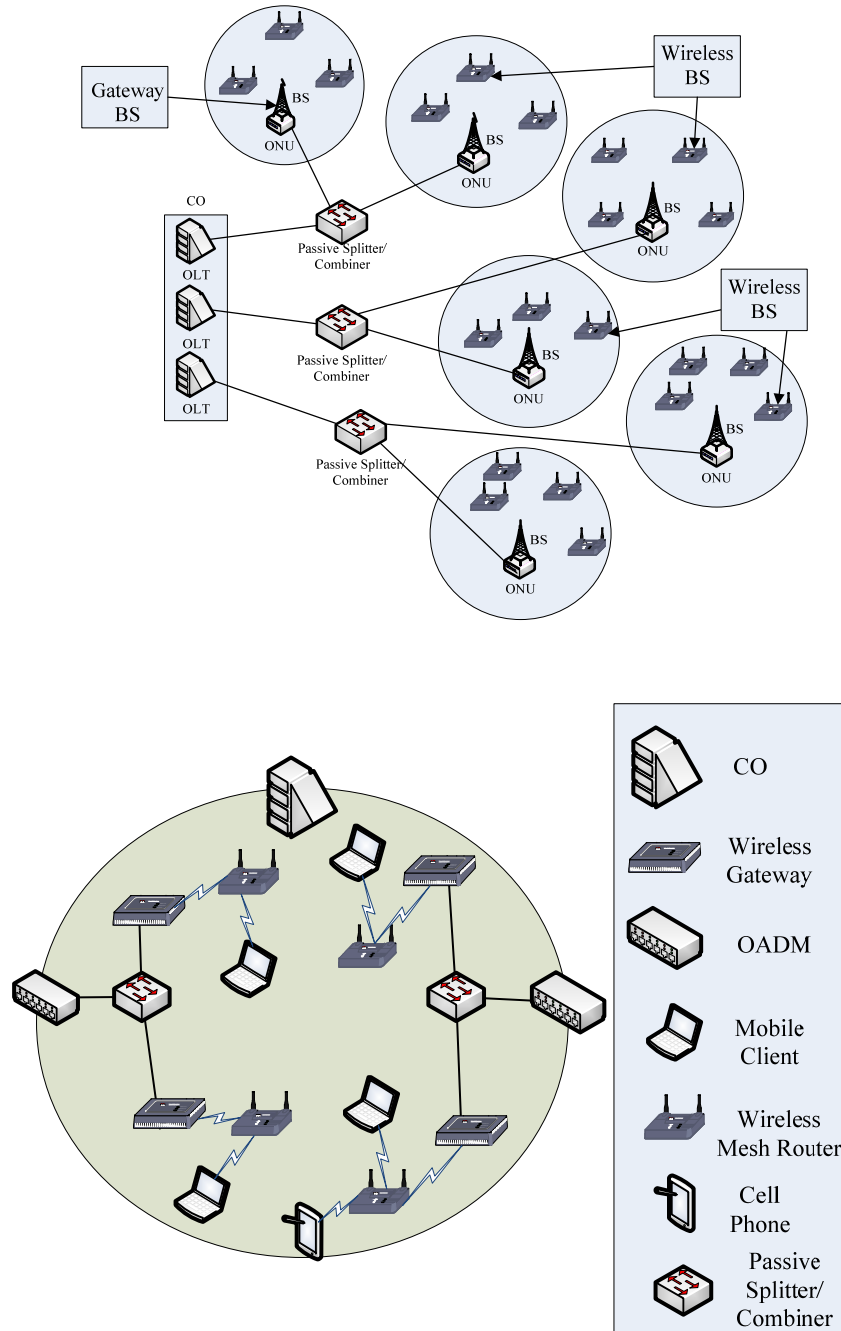 Gateway
BS
BS
ONU
BS
ONU
Wireless
BS
BS
ONU
CO
OLT
OLT
OLT
Passive Splitter/
Combiner
Passive Splitter/
Combiner
Passive Splitter/
Combiner
BS
ONU
Wireless
BS
BS
ONU
BS
ONU
CO
Wireless
Gateway
OADM
Mobile
Client
Wireless
Mesh Router
Cell
Phone
Passive
Splitter/
Combiner